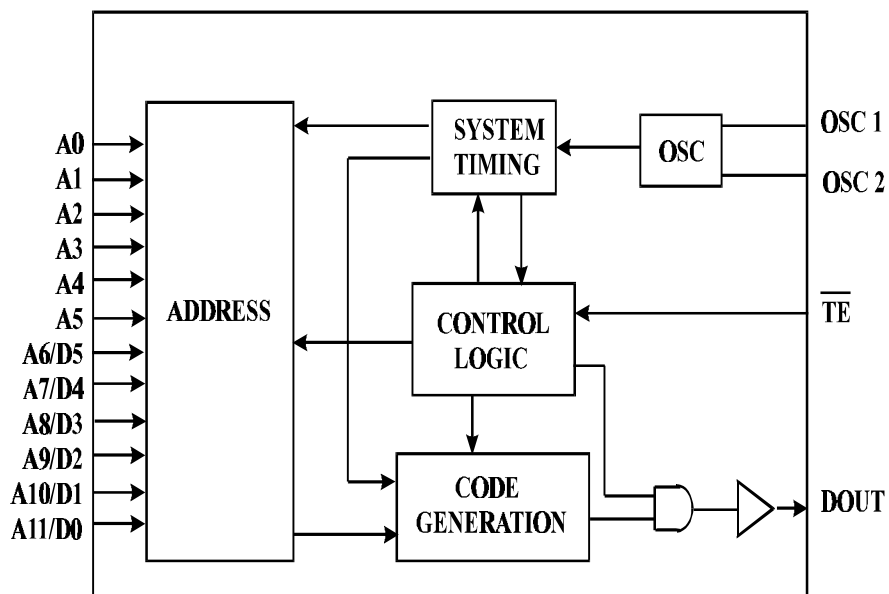 A0
A1
A2
A3
A4
A5
A6/D5
A7/D4
A8/D3
A9/D2
A10/D1
A11/D0
ADDRESS
SYSTEM
TIMING
OSC
OSC 1
OSC 2
CONTROL
LOGIC
TE
CODE
GENERATION
DOUT